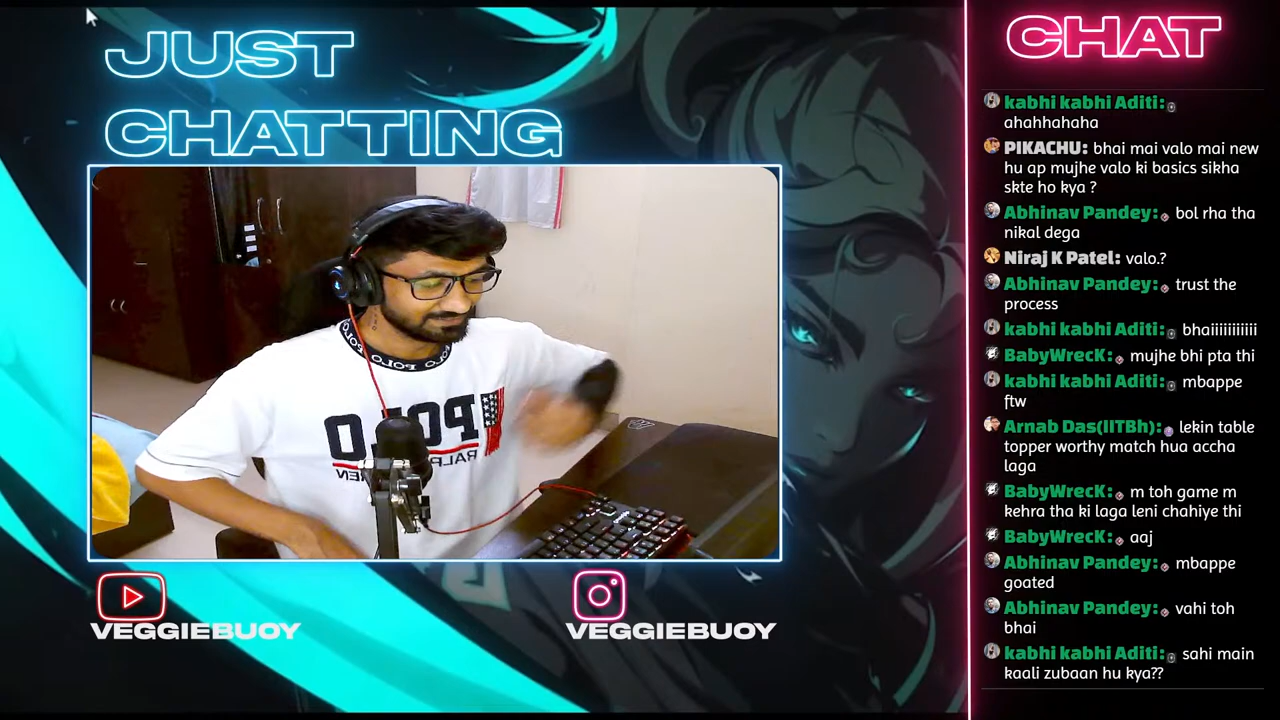 JUST
CHATTING
VEGGIEBUOY
VEGGIEBUOY
CHAT
kabhi kabhi Aditi:
ahahhahaha
PIKACHU: bhai mai valo mai new
hu ap mujhe valo ki basics sikha
skte ho kya ?
Abhinav Pandey: bol rha tha
nikal dega
Niraj K Patel: valo.?
Abhinav Pandey: trust the
process
kabhi kabhi Aditi: bhaiiiiiiiiiii
BabyWrecK: mujhe bhi pta thi
kabhi kabhi Aditi: mbappe
ftw
Arnab Das(IITBh): lekin table
topper worthy match hua accha
laga
BabyWrecK: m toh game m
kehra tha ki laga leni chahiye thi
BabyWrecK: aaj
Abhinav Pandey: mbappe
goated
Abhinav Pandey: vahi toh
bhai
kabhi kabhi Aditi: sahi main
kaali zubaan hu kya??
POLO